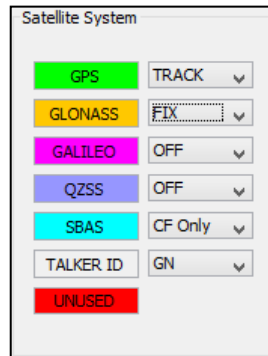 Satellite System
GPS TRACK
GLONASS FIX
GALILEO OFF
QZSS OFF
SBAS CF Only
TALKER ID GN
UNUSED